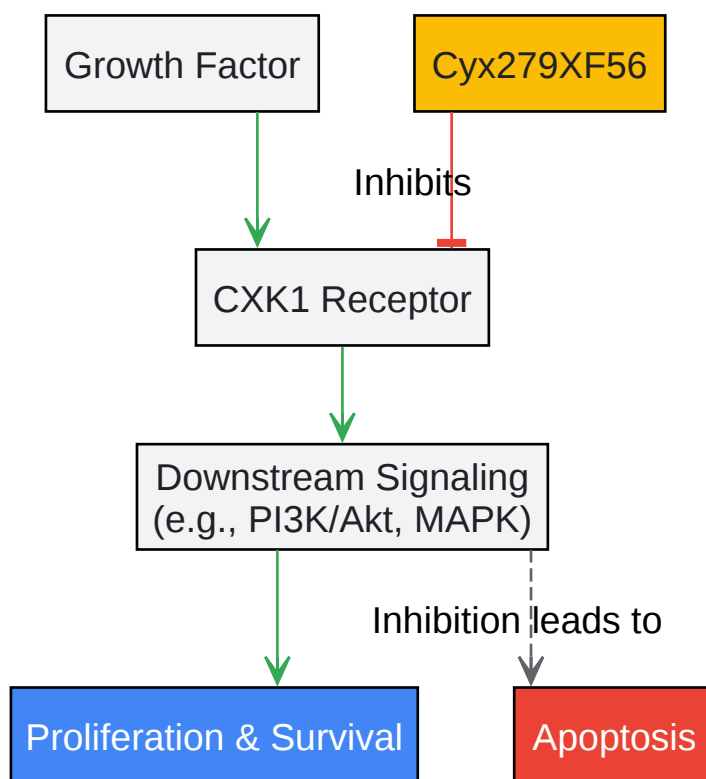 Growth Factor
Cyx279XF56
Inhibits
CXK1 Receptor
Downstream Signaling
(e.g., PI3K/Akt, MAPK)
Inhibition leads to
Proliferation & Survival
Apoptosis